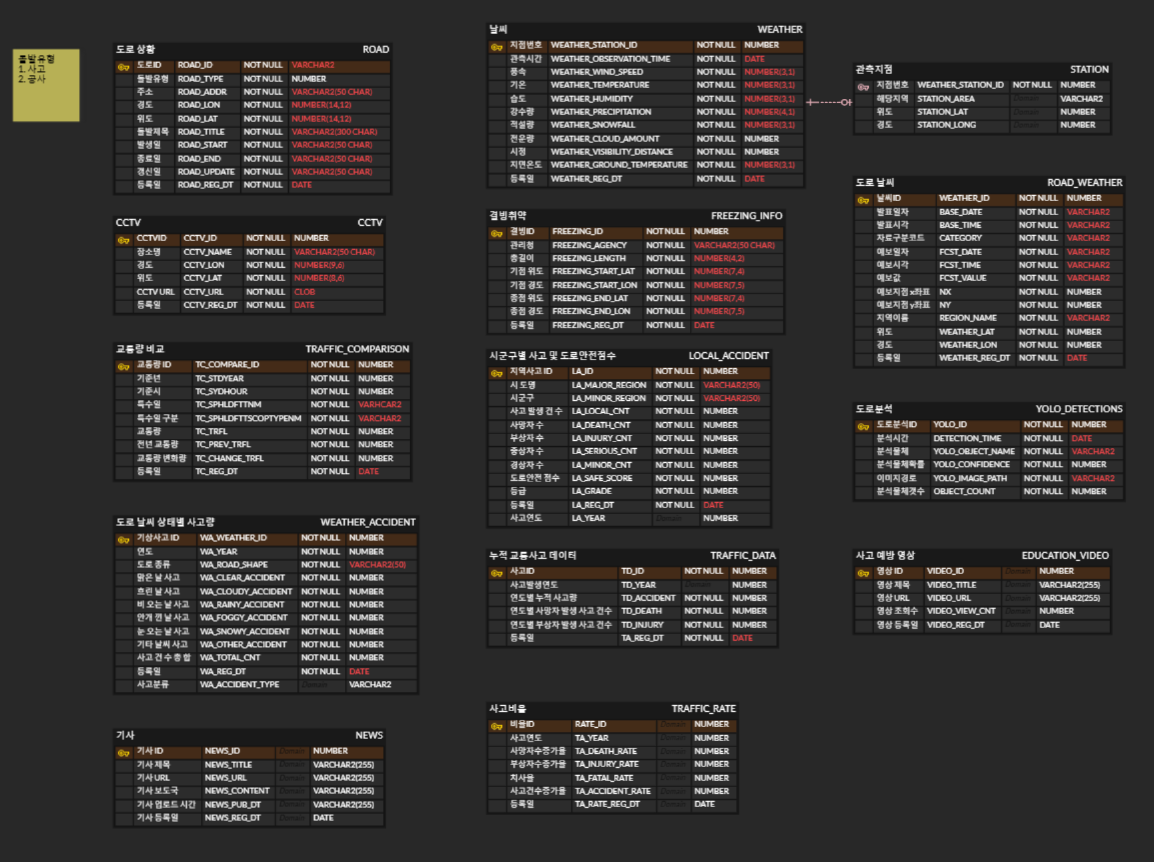 돌발유형
1. 사고
2. 공사
도로 상황 ROAD
도로ID ROAD_ID NOT NULL VARCHAR2
돌발유형 ROAD_TYPE NOT NULL NUMBER
주소 ROAD_ADDR NOT NULL VARCHAR2(50 CHAR)
경도 ROAD_LON NOT NULL NUMBER(14,12)
위도 ROAD_LAT NOT NULL NUMBER(14,12)
돌발제목 ROAD_TITLE NOT NULL VARCHAR2(300 CHAR)
발생일 ROAD_START NOT NULL VARCHAR2(50 CHAR)
종료일 ROAD_END NOT NULL VARCHAR2(50 CHAR)
갱신일 ROAD_UPDATE NOT NULL VARCHAR2(50 CHAR)
등록일 ROAD_REG_DT NOT NULL DATE
CCTV CCTV
CCTVID CCTV_ID NOT NULL NUMBER
장소명 CCTV_NAME NOT NULL VARCHAR2(50 CHAR)
경도 CCTV_LON NOT NULL NUMBER(9,6)
위도 CCTV_LAT NOT NULL NUMBER(8,6)
CCTV URL CCTV_URL NOT NULL CLOB
등록일 CCTV_REG_DT NOT NULL DATE
교통량 비교 TRAFFIC_COMPARISON
교통량 ID TC_COMPARE_ID NOT NULL NUMBER
기준년 TC_STDYEAR NOT NULL NUMBER
기준시 TC_SYDHOUR NOT NULL NUMBER
특수일 TC_SPHLDFTTNM NOT NULL VARHCAR2
특수일 구분 TC_SPHLDFTTSCOPTYPENM NOT NULL VARCHAR2
교통량 TC_TRFL NOT NULL NUMBER
전년 교통량 TC_PREV_TRFL NOT NULL NUMBER
교통량 변화량 TC_CHANGE_TRFL NOT NULL NUMBER
등록일 TC_REG_DT NOT NULL DATE
도로 날씨 상태별 사고량 WEATHER_ACCIDENT
기상사고 ID WA_WEATHER_ID NOT NULL NUMBER
연도 WA_YEAR NOT NULL NUMBER
도로 종류 WA_ROAD_SHAPE NOT NULL VARCHAR2(50)
맑은 날 사고 WA_CLEAR_ACCIDENT NOT NULL NUMBER
흐린 날 사고 WA_CLOUDY_ACCIDENT NOT NULL NUMBER
비 오는 날 사고 WA_RAINY_ACCIDENT NOT NULL NUMBER
안개 낀 날 사고 WA_FOGGY_ACCIDENT NOT NULL NUMBER
눈 오는 날 사고 WA_SNOWY_ACCIDENT NOT NULL NUMBER
기타 날씨 사고 WA_OTHER_ACCIDENT NOT NULL NUMBER
사고 건 수 총 합 WA_TOTAL_CNT NOT NULL NUMBER
등록일 WA_REG_DT NOT NULL DATE
사고분류 WA_ACCIDENT_TYPE Domain VARCHAR2
기사 NEWS
기사 ID NEWS_ID Domain NUMBER
기사 제목 NEWS_TITLE Domain VARCHAR2(255)
기사 URL NEWS_URL Domain VARCHAR2(255)
기사 보도국 NEWS_CONTENT Domain VARCHAR2(255)
기사 업로드 시간 NEWS_PUB_DT Domain VARCHAR2(255)
기사 등록일 NEWS_REG_DT Domain DATE
날씨 WEATHER
지점번호 WEATHER_STATION_ID NOT NULL NUMBER
관측시간 WEATHER_OBSERVATION_TIME NOT NULL DATE
풍속 WEATHER_WIND_SPEED NOT NULL NUMBER(2,1)
기온 WEATHER_TEMPERATURE NOT NULL NUMBER(3,1)
습도 WEATHER_HUMIDITY NOT NULL NUMBER(3,1)
강수량 WEATHER_PRECIPITATION NOT NULL NUMBER(4,1)
적설량 WEATHER_SNOWFALL NOT NULL NUMBER(3,1)
전운량 WEATHER_CLOUD_AMOUNT NOT NULL NUMBER
시정 WEATHER_VISIBILITY_DISTANCE NOT NULL NUMBER
지면온도 WEATHER_GROUND_TEMPERATURE NOT NULL NUMBER(3,1)
등록일 WEATHER_REG_DT NOT NULL DATE
결빙취약 FREEZING_INFO
결빙ID FREEZING_ID NOT NULL NUMBER
관리청 FREEZING_AGENCY NOT NULL VARCHAR2(50 CHAR)
총길이 FREEZING_LENGTH NOT NULL NUMBER(4,2)
기점 위도 FREEZING_START_LAT NOT NULL NUMBER(7,4)
기점 경도 FREEZING_START_LON NOT NULL NUMBER(7,5)
종점 위도 FREEZING_END_LAT NOT NULL NUMBER(7,4)
종점 경도 FREEZING_END_LON NOT NULL NUMBER(7,5)
등록일 FREEZING_REG_DT NOT NULL DATE
시군구별 사고 및 도로안전점수 LOCAL_ACCIDENT
지역사고 ID LA_ID NOT NULL NUMBER
시 도명 LA_MAJOR_REGION NOT NULL VARCHAR2(50)
시군구 LA_MINOR_REGION NOT NULL VARCHAR2(50)
사고 발생 건 수 LA_LOCAL_CNT NOT NULL NUMBER
사망자 수 LA_DEATH_CNT NOT NULL NUMBER
부상자 수 LA_INJURY_CNT NOT NULL NUMBER
중상자 수 LA_SERIOUS_CNT NOT NULL NUMBER
경상자 수 LA_MINOR_CNT NOT NULL NUMBER
도로안전 점수 LA_SAFE_SCORE NOT NULL NUMBER
등급 LA_GRADE NOT NULL NUMBER
등록일 LA_REG_DT NOT NULL DATE
사고연도 LA_YEAR Domain NUMBER
누적 교통사고 데이터 TRAFFIC_DATA
사고ID TD_ID NOT NULL NUMBER
사고발생연도 TD_YEAR Domain NUMBER
연도별 누적 사고량 TD_ACCIDENT NOT NULL NUMBER
연도별 사망자 발생 사고 건수 TD_DEATH NOT NULL NUMBER
연도별 부상자 발생 사고 건수 TD_INJURY NOT NULL NUMBER
등록일 TA_REG_DT NOT NULL DATE
사고비율 TRAFFIC_RATE
비율ID RATE_ID Domain NUMBER
사고연도 TA_YEAR Domain NUMBER
사망자수증가율 TA_DEATH_RATE Domain NUMBER
부상자수증가율 TA_INJURY_RATE Domain NUMBER
치사율 TA_FATAL_RATE Domain NUMBER
사고건수증가율 TA_ACCIDENT_RATE Domain NUMBER
등록일 TA_RATE_REG_DT Domain DATE
관측지점 STATION
지점번호 WEATHER_STATION_ID NOT NULL NUMBER
해당지역 STATION_AREA Domain VARCHAR2
위도 STATION_LAT Domain NUMBER
경도 STATION_LONG Domain NUMBER
도로 날씨 ROAD_WEATHER
날씨ID WEATHER_ID NOT NULL NUMBER
발표일자 BASE_DATE NOT NULL VARCHAR2
발표시각 BASE_TIME NOT NULL VARCHAR2
자료구분코드 CATEGORY NOT NULL VARCHAR2
예보일자 FCST_DATE NOT NULL VARCHAR2
예보시각 FCST_TIME NOT NULL VARCHAR2
예보값 FCST_VALUE NOT NULL VARCHAR2
예보지점 x좌표 NX NOT NULL NUMBER
예보지점 y좌표 NY NOT NULL NUMBER
지역이름 REGION_NAME NOT NULL VARCHAR2
위도 WEATHER_LAT NOT NULL NUMBER
경도 WEATHER_LON NOT NULL NUMBER
등록일 WEATHER_REG_DT NOT NULL DATE
도로분석 YOLO_DETECTIONS
도로분석ID YOLO_ID NOT NULL NUMBER
분석시간 DETECTION_TIME NOT NULL DATE
분석물체 YOLO_OBJECT_NAME NOT NULL VARCHAR2
분석물체확률 YOLO_CONFIDENCE NOT NULL NUMBER
이미지경로 YOLO_IMAGE_PATH NOT NULL VARCHAR2
분석물체갯수 OBJECT_COUNT NOT NULL NUMBER
사고 예방 영상 EDUCATION_VIDEO
영상 ID VIDEO_ID Domain NUMBER
영상 제목 VIDEO_TITLE Domain VARCHAR2(255)
영상 URL VIDEO_URL Domain VARCHAR2(255)
영상 조회수 VIDEO_VIEW_CNT Domain NUMBER
영상 등록일 VIDEO_REG_DT Domain DATE